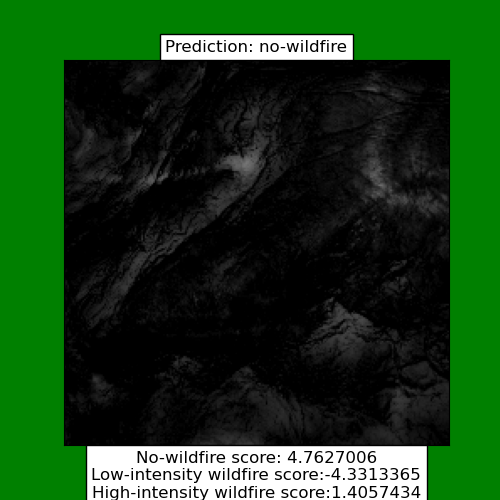 Prediction: no-wildfire
No-wildfire score: 4.7627006
Low-intensity wildfire score:-4.3313365
High-intensity wildfire score:1.4057434